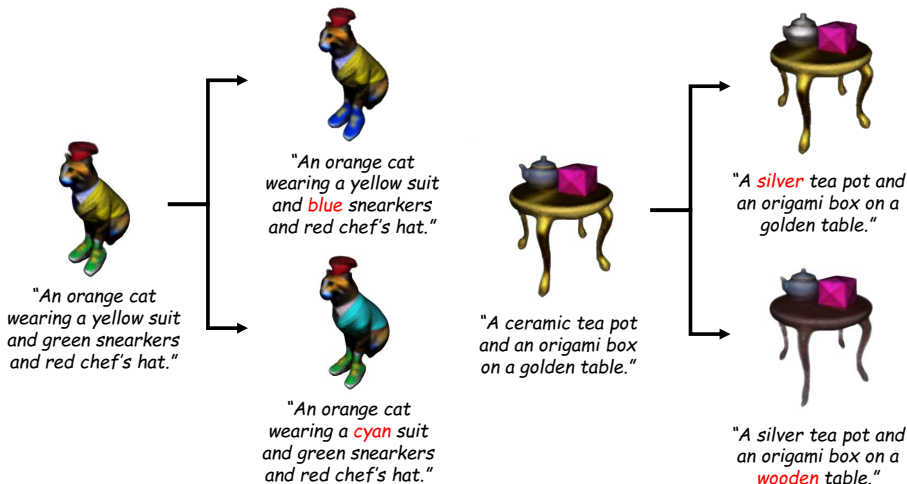 "An orange cat
wearing a yellow suit
and green snearkers
and red chef's hat."
"An orange cat
wearing a yellow suit
and blue snearkers
and red chef's hat."
"An orange cat
wearing a cyan suit
and green snearkers
and red chef's hat."
"A ceramic tea pot
and an origami box
on a golden table."
"A silver tea pot and
an origami box on a
golden table."
"A silver tea pot and
an origami box on a
wooden table."